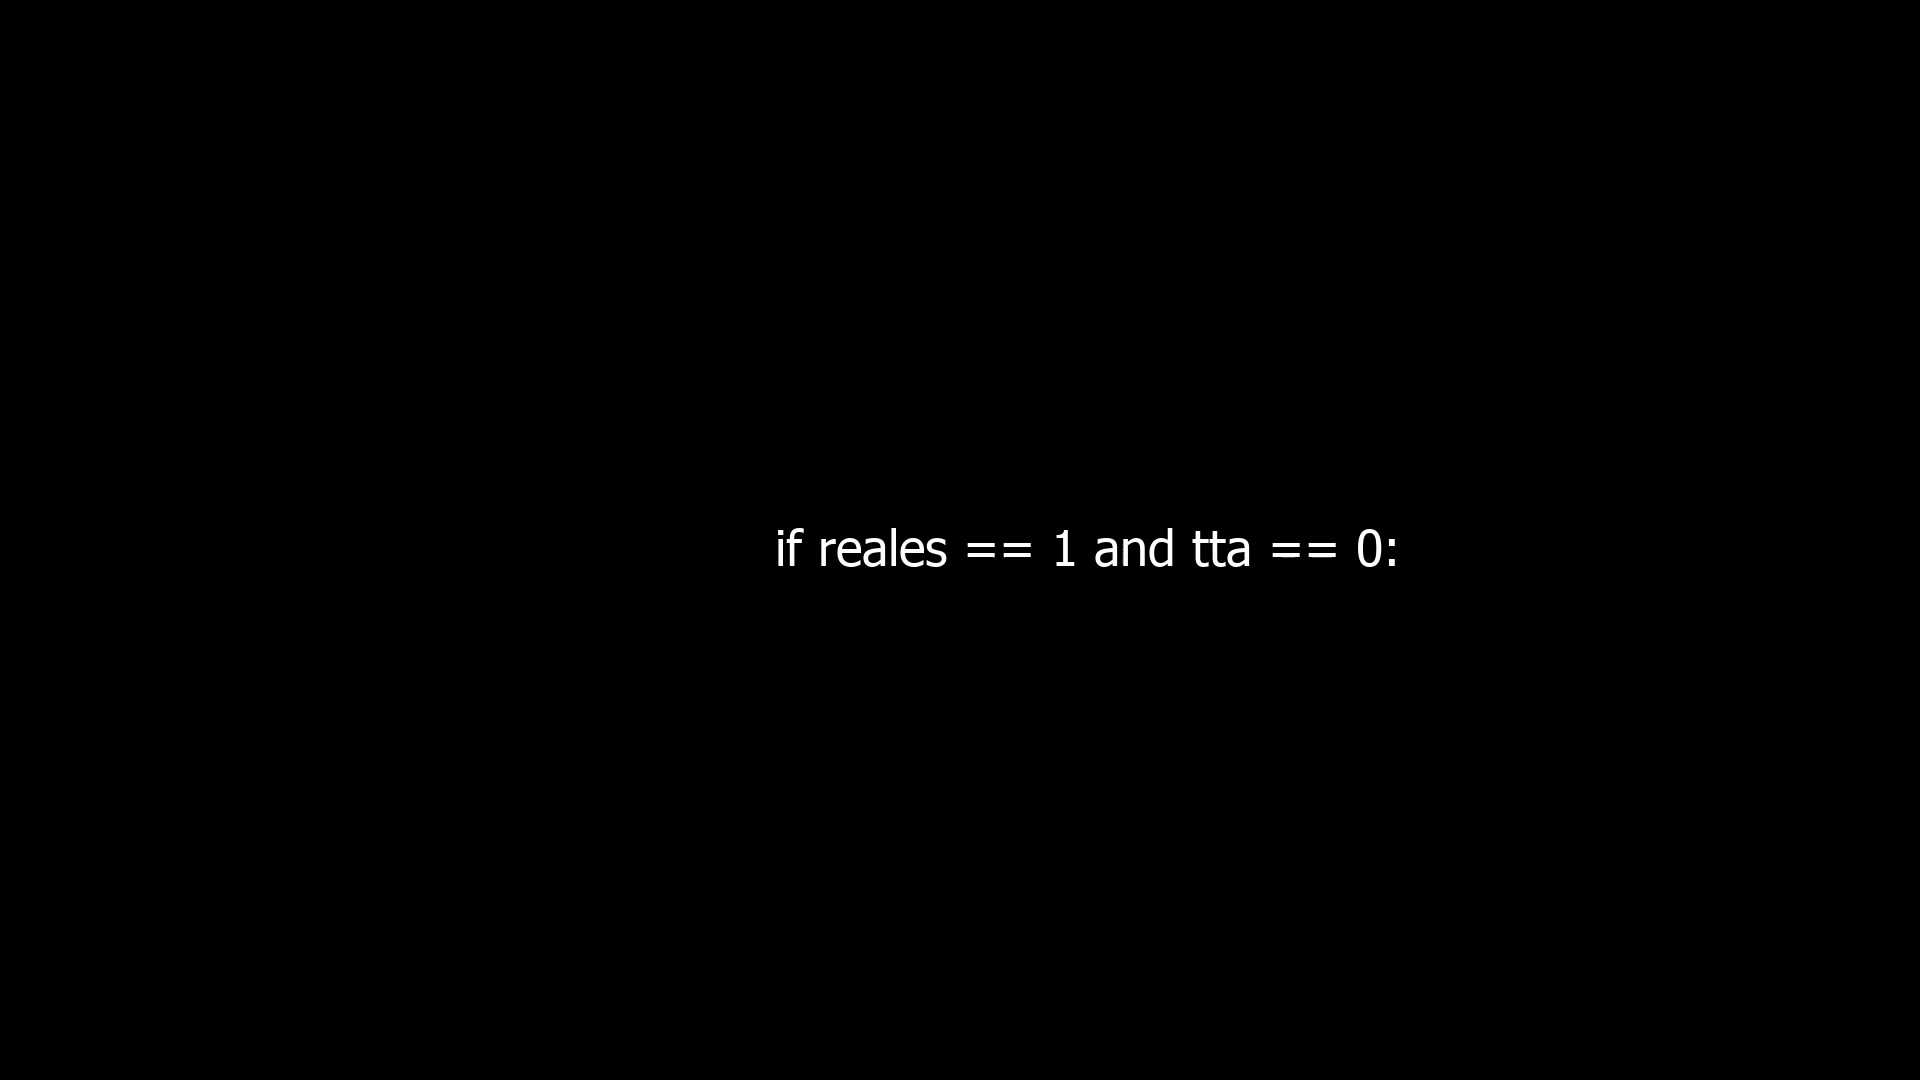 if reales == 1 and tta == 0: